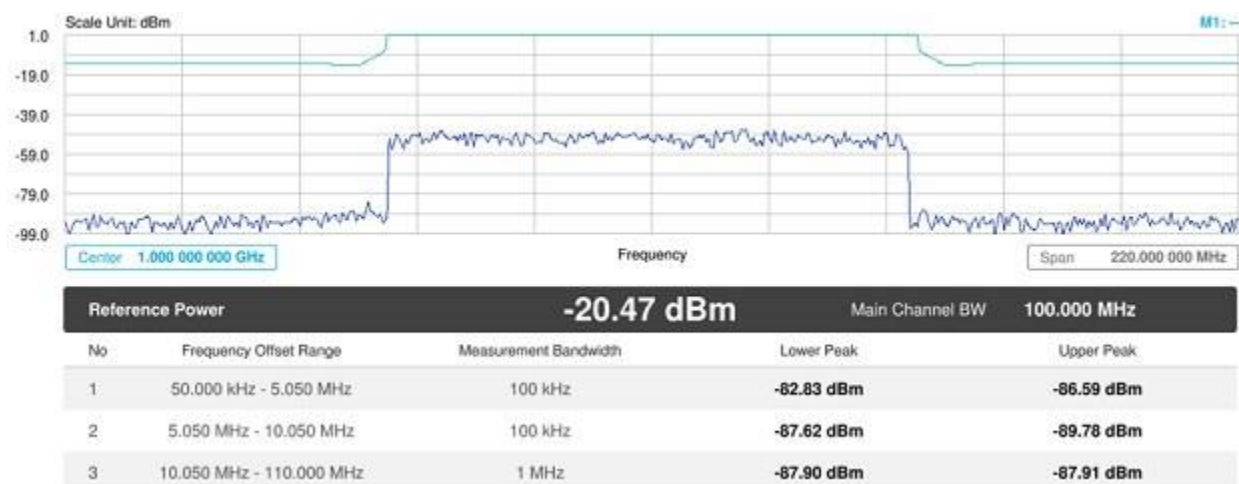 Scale Unit: dBm
M1: --
1.0
-19.0
-39.0
-59.0
-79.0
-99.0
Center 1.000 000 000 GHz
Frequency
Span 220.000 000 MHz
Reference Power -20.47 dBm Main Channel BW 100.000 MHz
No Frequency Offset Range Measurement Bandwidth Lower Peak Upper Peak
1 50.000 kHz - 5.050 MHz 100 kHz -82.83 dBm -86.59 dBm
2 5.050 MHz - 10.050 MHz 100 kHz -87.62 dBm -89.78 dBm
3 10.050 MHz - 110.000 MHz 1 MHz -87.90 dBm -87.91 dBm